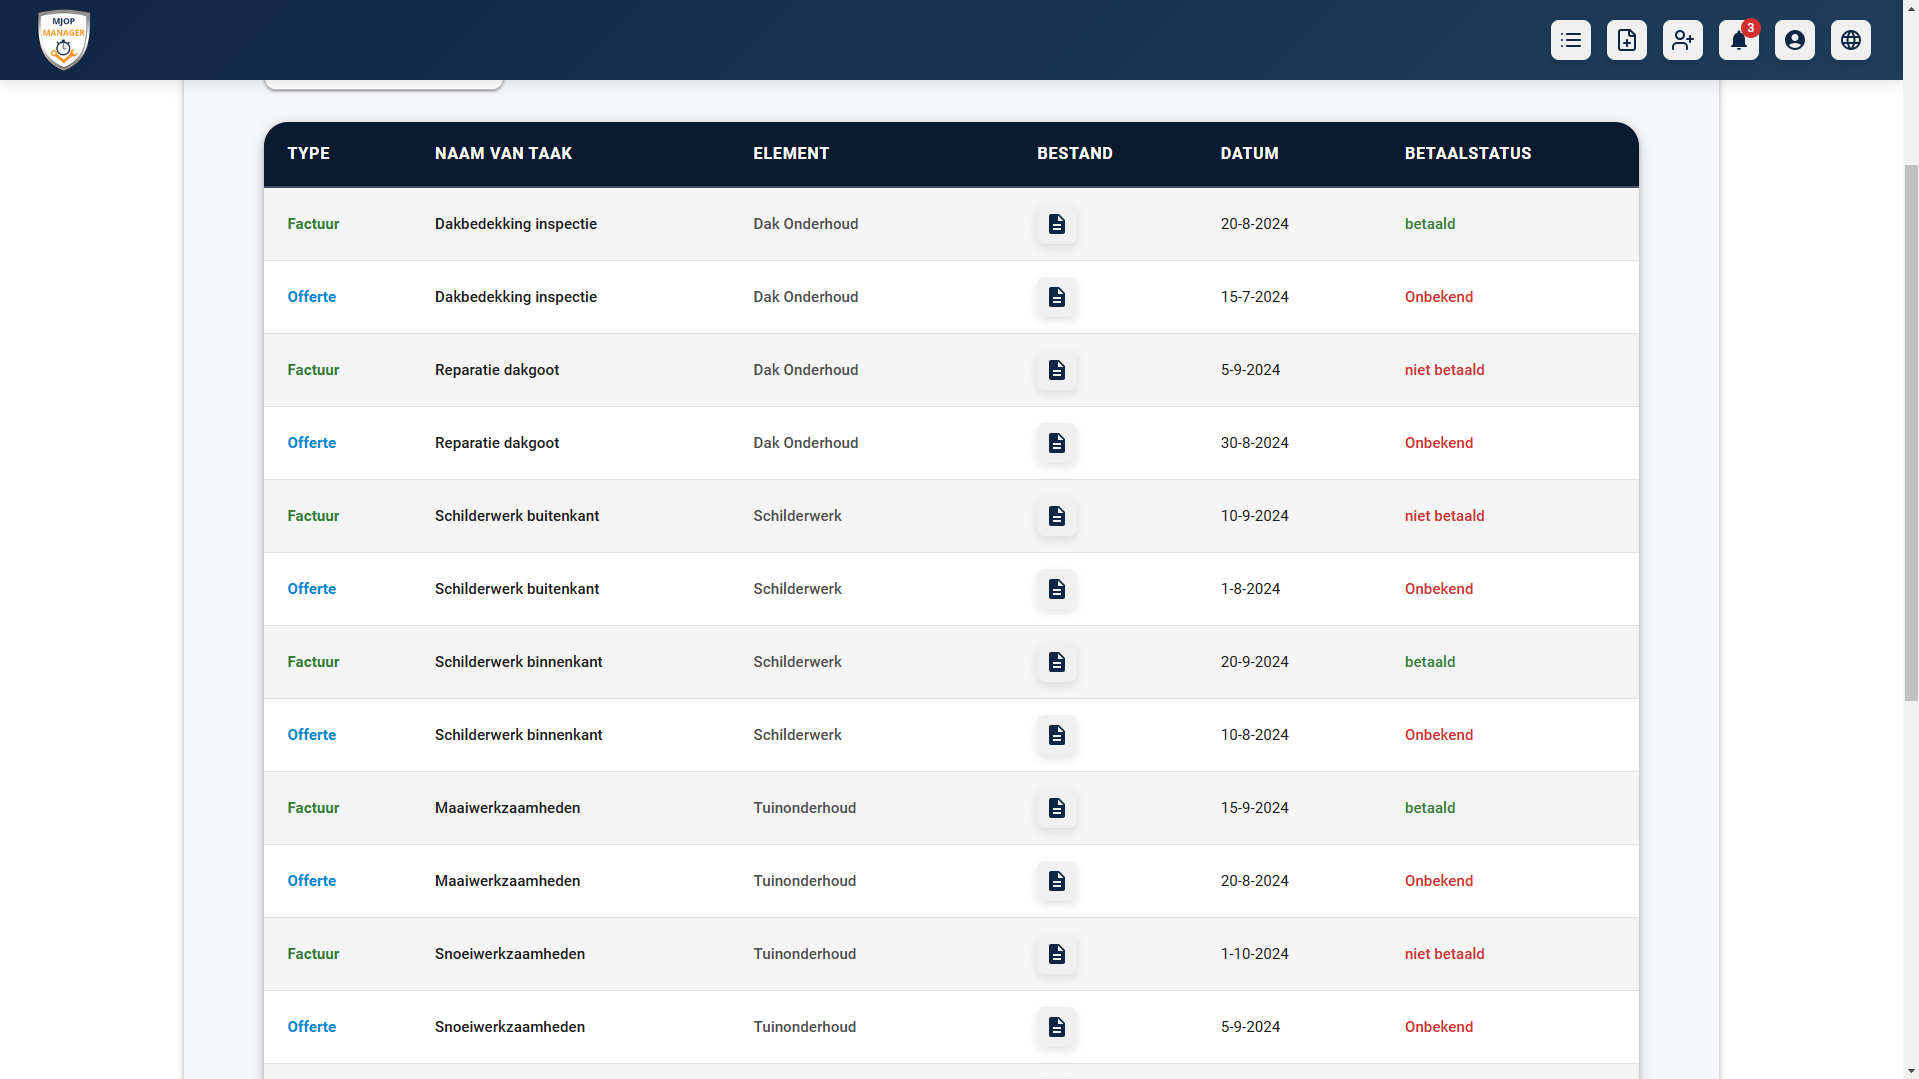 MJOP
MANAGER
3
TYPE NAAM VAN TAAK ELEMENT BESTAND DATUM BETAALSTATUS
Factuur Dakbedekking inspectie Dak Onderhoud 20-8-2024 betaald
Offerte Dakbedekking inspectie Dak Onderhoud 15-7-2024 Onbekend
Factuur Reparatie dakgoot Dak Onderhoud 5-9-2024 niet betaald
Offerte Reparatie dakgoot Dak Onderhoud 30-8-2024 Onbekend
Factuur Schilderwerk buitenkant Schilderwerk 10-9-2024 niet betaald
Offerte Schilderwerk buitenkant Schilderwerk 1-8-2024 Onbekend
Factuur Schilderwerk binnenkant Schilderwerk 20-9-2024 betaald
Offerte Schilderwerk binnenkant Schilderwerk 10-8-2024 Onbekend
Factuur Maaiwerkzaamheden Tuinonderhoud 15-9-2024 betaald
Offerte Maaiwerkzaamheden Tuinonderhoud 20-8-2024 Onbekend
Factuur Snoeiwerkzaamheden Tuinonderhoud 1-10-2024 niet betaald
Offerte Snoeiwerkzaamheden Tuinonderhoud 5-9-2024 Onbekend